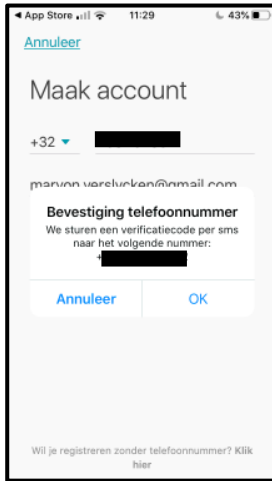 App Store 11:29 43%
Annuleer
Maak account
+32
marvon.verslycken@gmail.com
Bevestiging telefoonnummer
We sturen een verificatiecode per sms
naar het volgende nummer:
+
Annuleer OK
Wil je registreren zonder telefoonnummer? Klik
hier